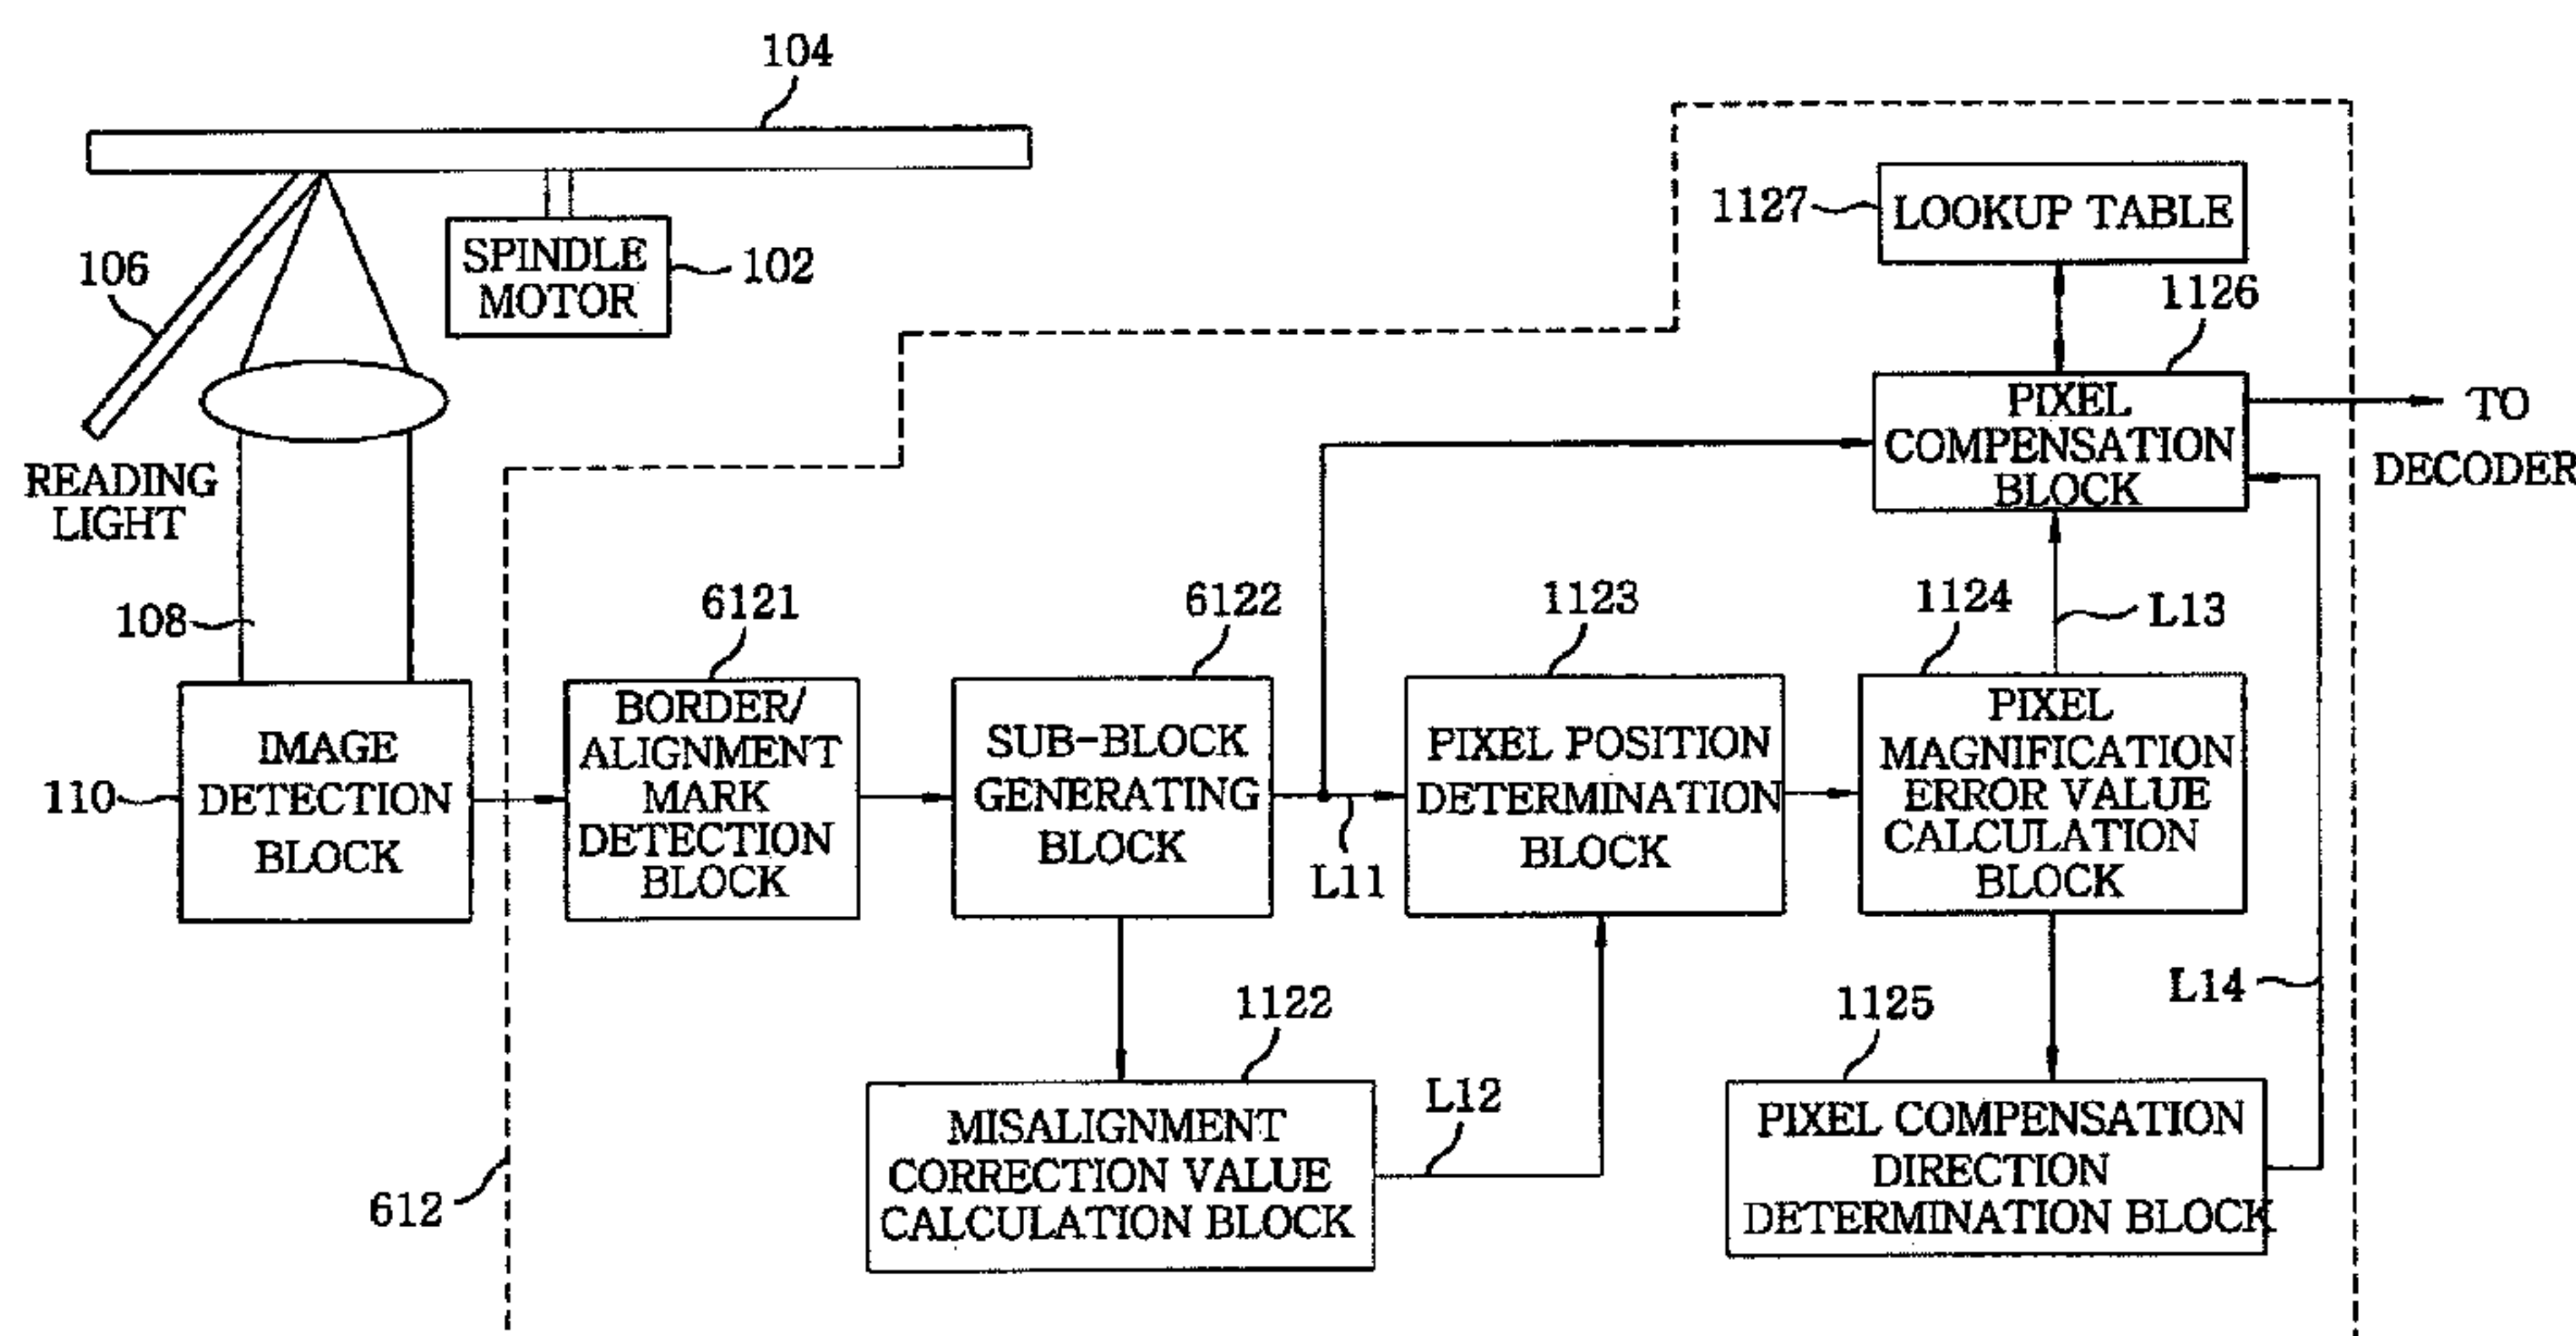 104
1127
LOOKUP TABLE
106
SPINDLE
MOTOR
102
1126
PIXEL
COMPENSATION
BLOCK
TO
DECODER
READING
LIGHT
108
6121
6122
1123
1124
L13
IMAGE
DETECTION
BLOCK
110
BORDER/
ALIGNMENT
MARK
DETECTION
BLOCK
SUB-BLOCK
GENERATING
BLOCK
L11
PIXEL POSITION
DETERMINATION
BLOCK
PIXEL
MAGNIFICATION
ERROR VALUE
CALCULATION
BLOCK
1122
L12
1125
L14
612
MISALIGNMENT
CORRECTION VALUE
CALCULATION BLOCK
PIXEL COMPENSATION
DIRECTION
DETERMINATION BLOCK